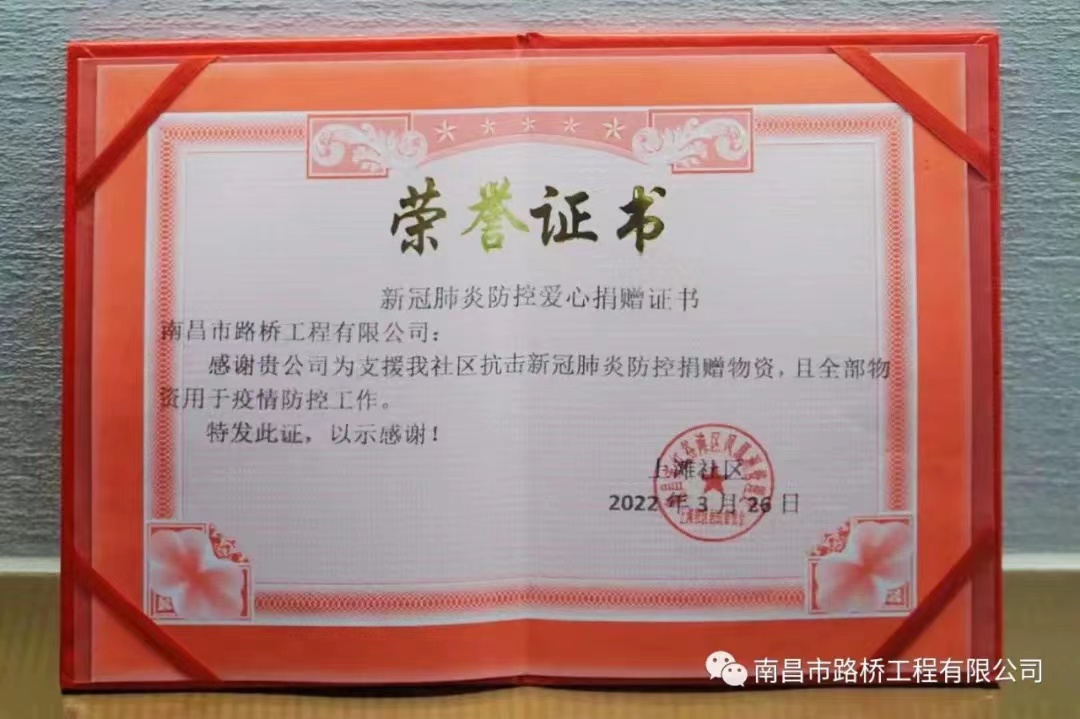 荣誉证书
新冠肺炎防控爱心捐赠证书
南昌市路桥工程有限公司:
感谢贵公司为支援我社区抗击新冠肺炎防控捐赠物资,且全部物
资用于疫情防控工作。
特发此证,以示感谢!
上滩社区
2022年3月26日
南昌市路桥工程有限公司